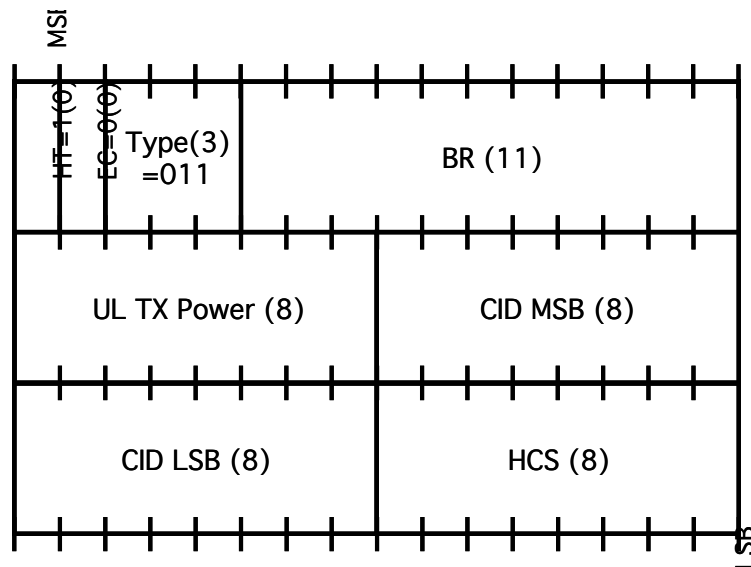 MSB
HT=1(0)
EC=0(0)
Type(3)
=011
BR (11)
UL TX Power (8)
CID MSB (8)
CID LSB (8)
HCS (8)
LSB